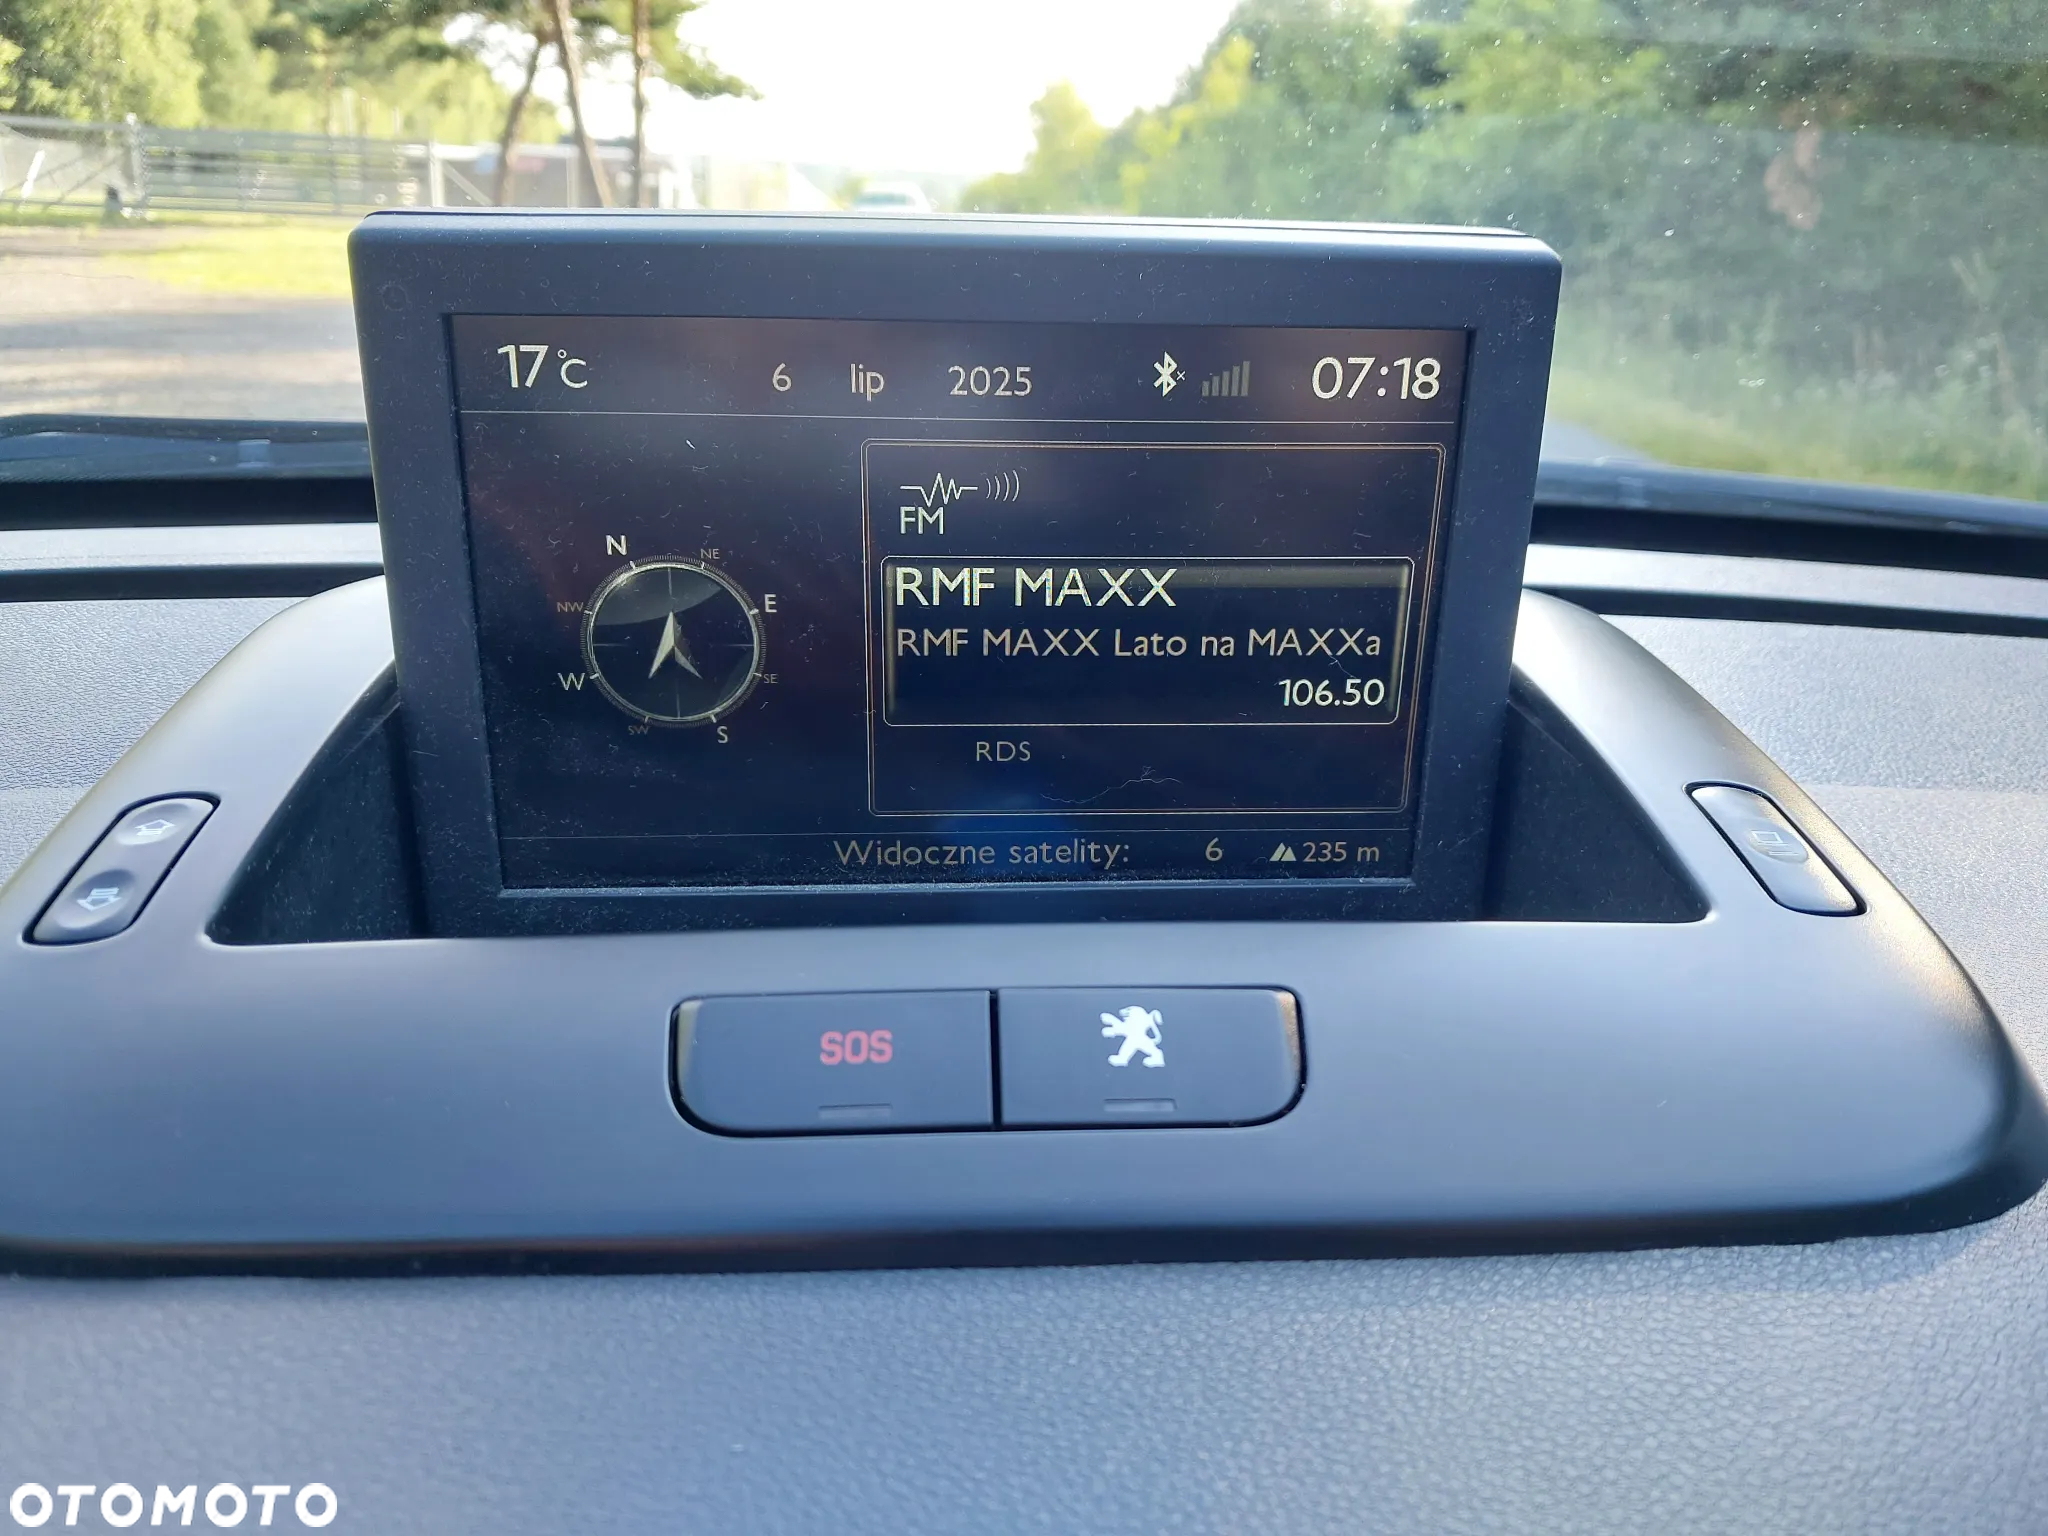 17°C 6 lip 2025 07:18
FM
RMF MAXX
RMF MAXX Lato na MAXXa
106.50
RDS
N
NE
NW
E
W
SE
SW
S
Widoczne satelity: 6 235 m
SOS
OTOMOTO